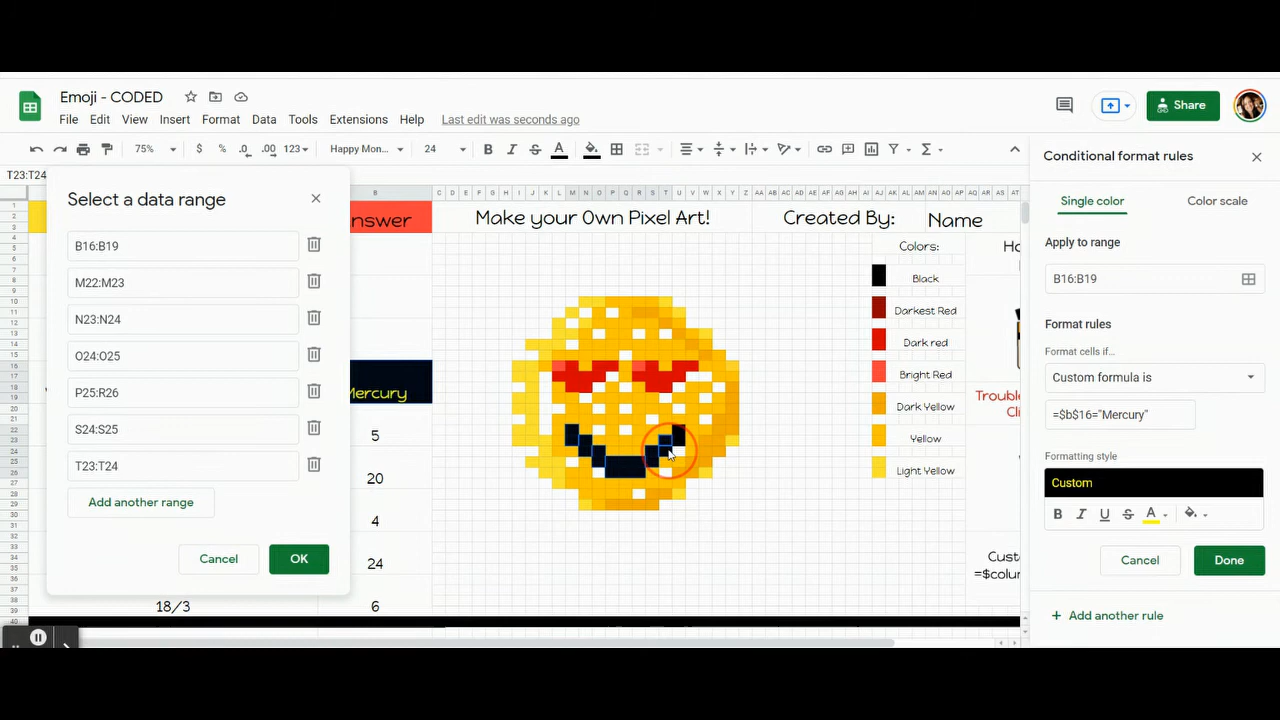 Emoji - CODED
File Edit View Insert Format Data Tools Extensions Help Last edit was seconds ago
Share
75% $ % .0 .00 123 Happy Mon... 24 B I S A
T23:T24
Select a data range
B16:B19
M22:M23
N23:N24
O24:O25
P25:R26
S24:S25
T23:T24
Add another range
Cancel OK
nswer
Make your Own Pixel Art!
Created By: Name
Mercury
5
20
4
24
18/3 6
Colors:
Black
Darkest Red
Dark red
Bright Red
Dark Yellow
Yellow
Light Yellow
Ho
Trouble
Cli
Cust
=$colu
Conditional format rules
Single color Color scale
Apply to range
B16:B19
Format rules
Format cells if...
Custom formula is
=$b$16="Mercury"
Formatting style
Custom
B I U S A
Cancel Done
+ Add another rule